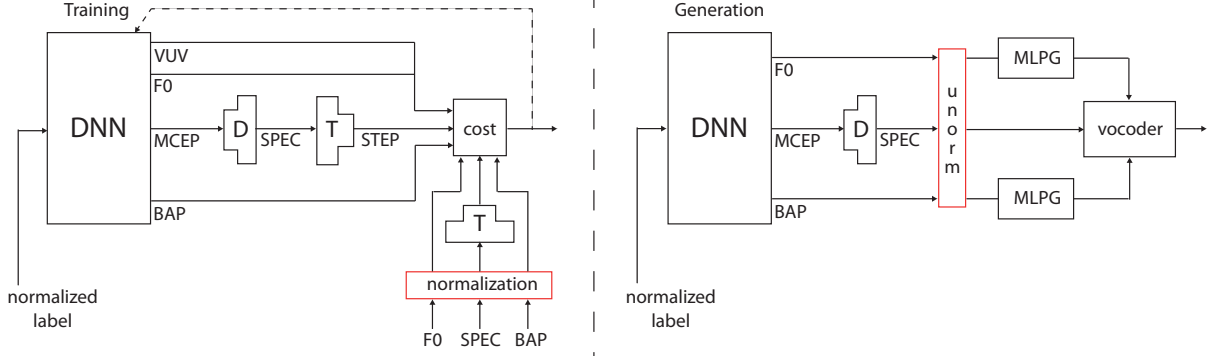 Training
DNN
VUV
F0
MCEP
D
SPEC
T
STEP
cost
BAP
T
normalized
label
normalization
F0 SPEC BAP
Generation
DNN
F0
MCEP
D
SPEC
BAP
unorm
MLPG
vocoder
MLPG
normalized
label